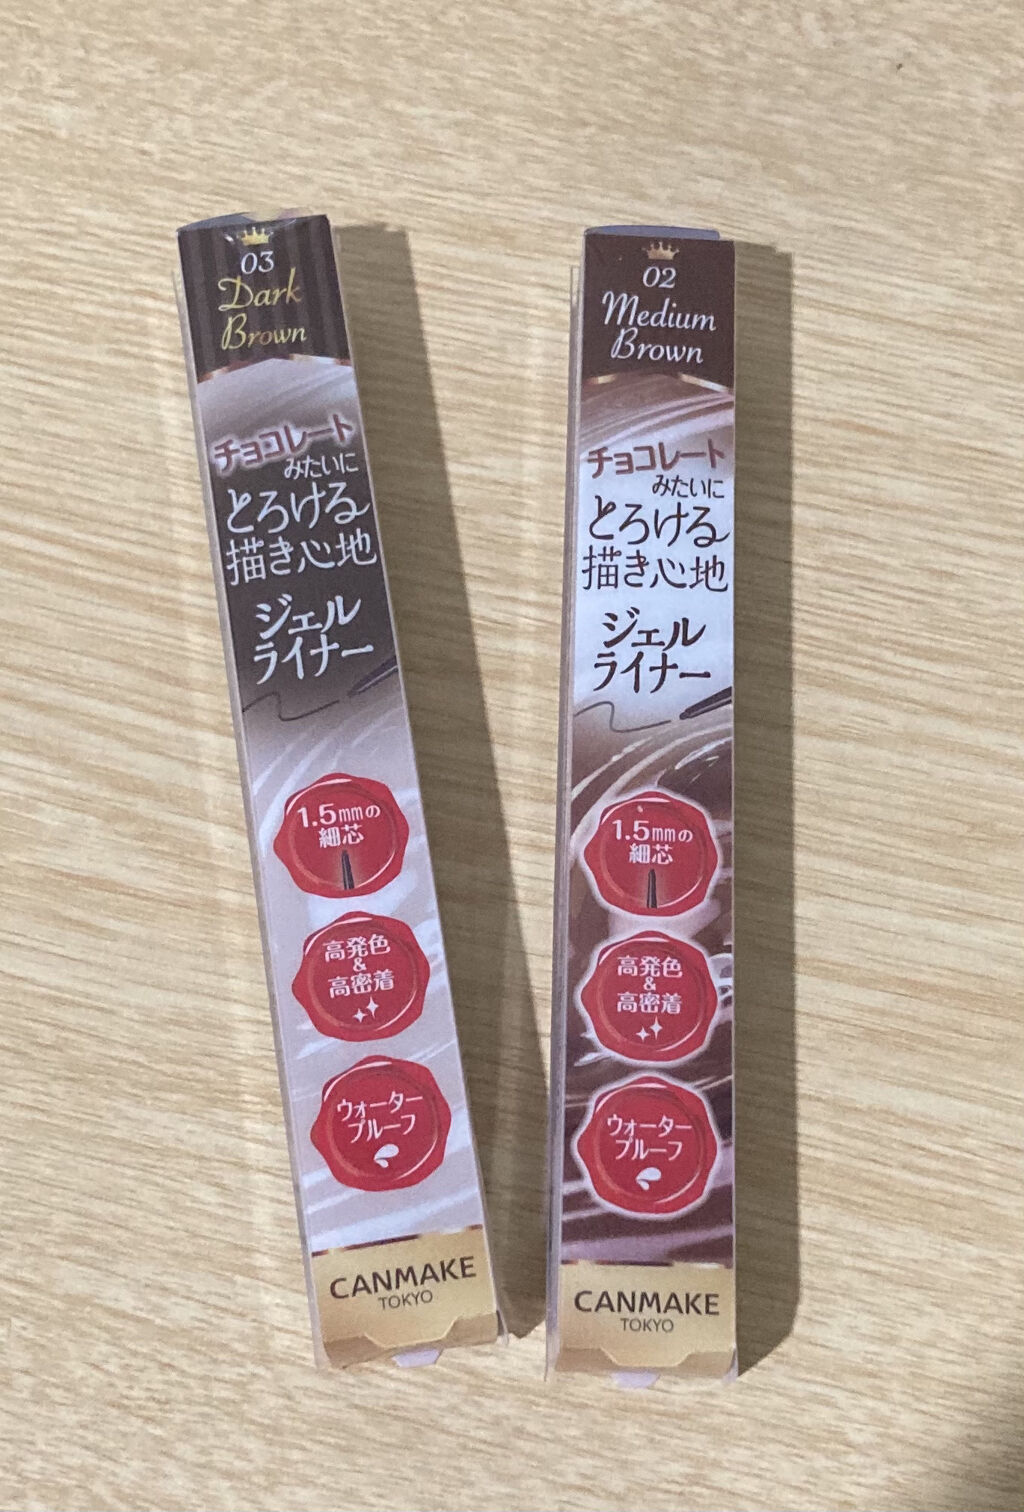 03
Dark
Brown
チョコレート
みたいに
とろける
描き心地
ジェル
ライナー
1.5mmの
細芯
高発色
&
高密着
ウォーター
プルーフ
CANMAKE
TOKYO
02
Medium
Brown
チョコレート
みたいに
とろける
描き心地
ジェル
ライナー
1.5mmの
細芯
高発色
&
高密着
ウォーター
プルーフ
CANMAKE
TOKYO